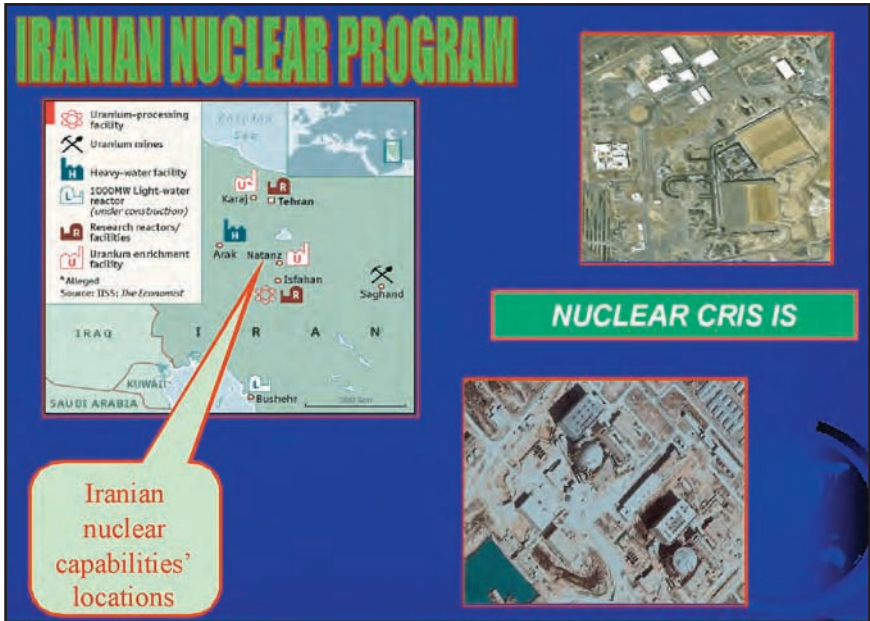 IRANIAN NUCLEAR PROGRAM
Uranium-processing
facility
Uranium mines
Heavy-water facility
1000MW Light-water
reactor
(under construction)
Research reactors/
facilities
Uranium enrichment
facility
*Alleged
Source: IISS; The Economist
Caspian
Sea
Karaj
Tehran
Arak
Natanz
Isfahan
Saghand
IRAQ
I R A N
KUWAIT
Bushehr
SAUDI ARABIA
NUCLEAR CRIS IS
Iranian
nuclear
capabilities’
locations